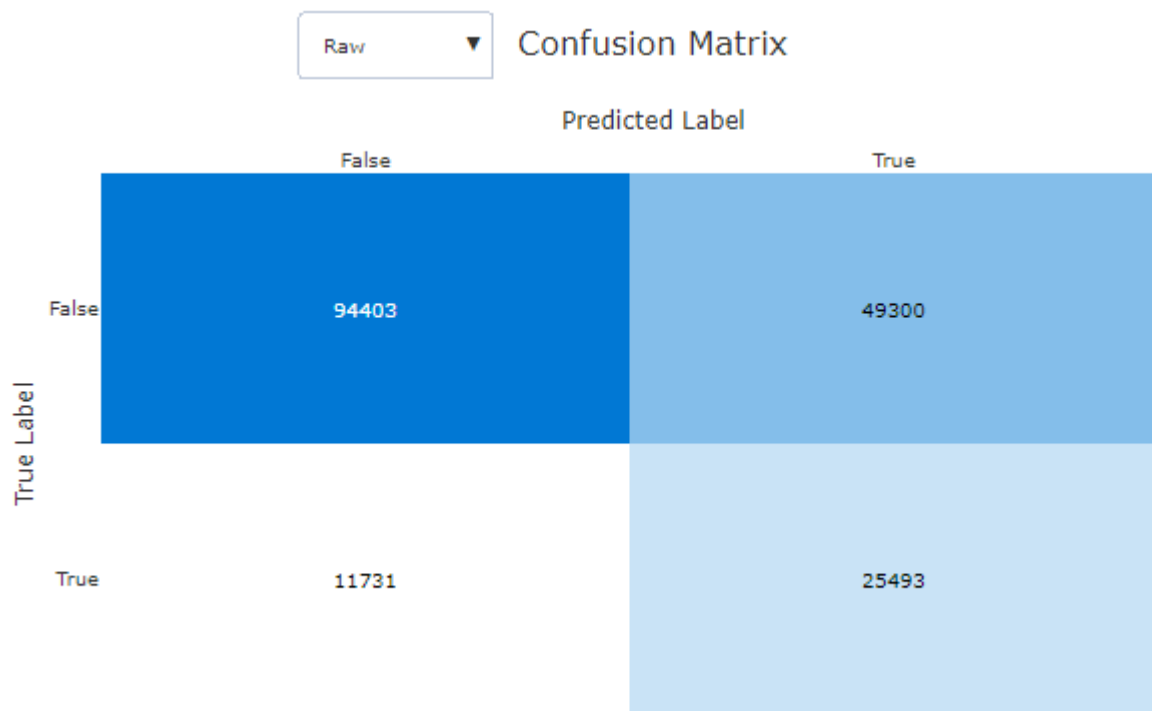 Raw ▼ Confusion Matrix
Predicted Label
False True
False 94403 49300
True Label
True 11731 25493